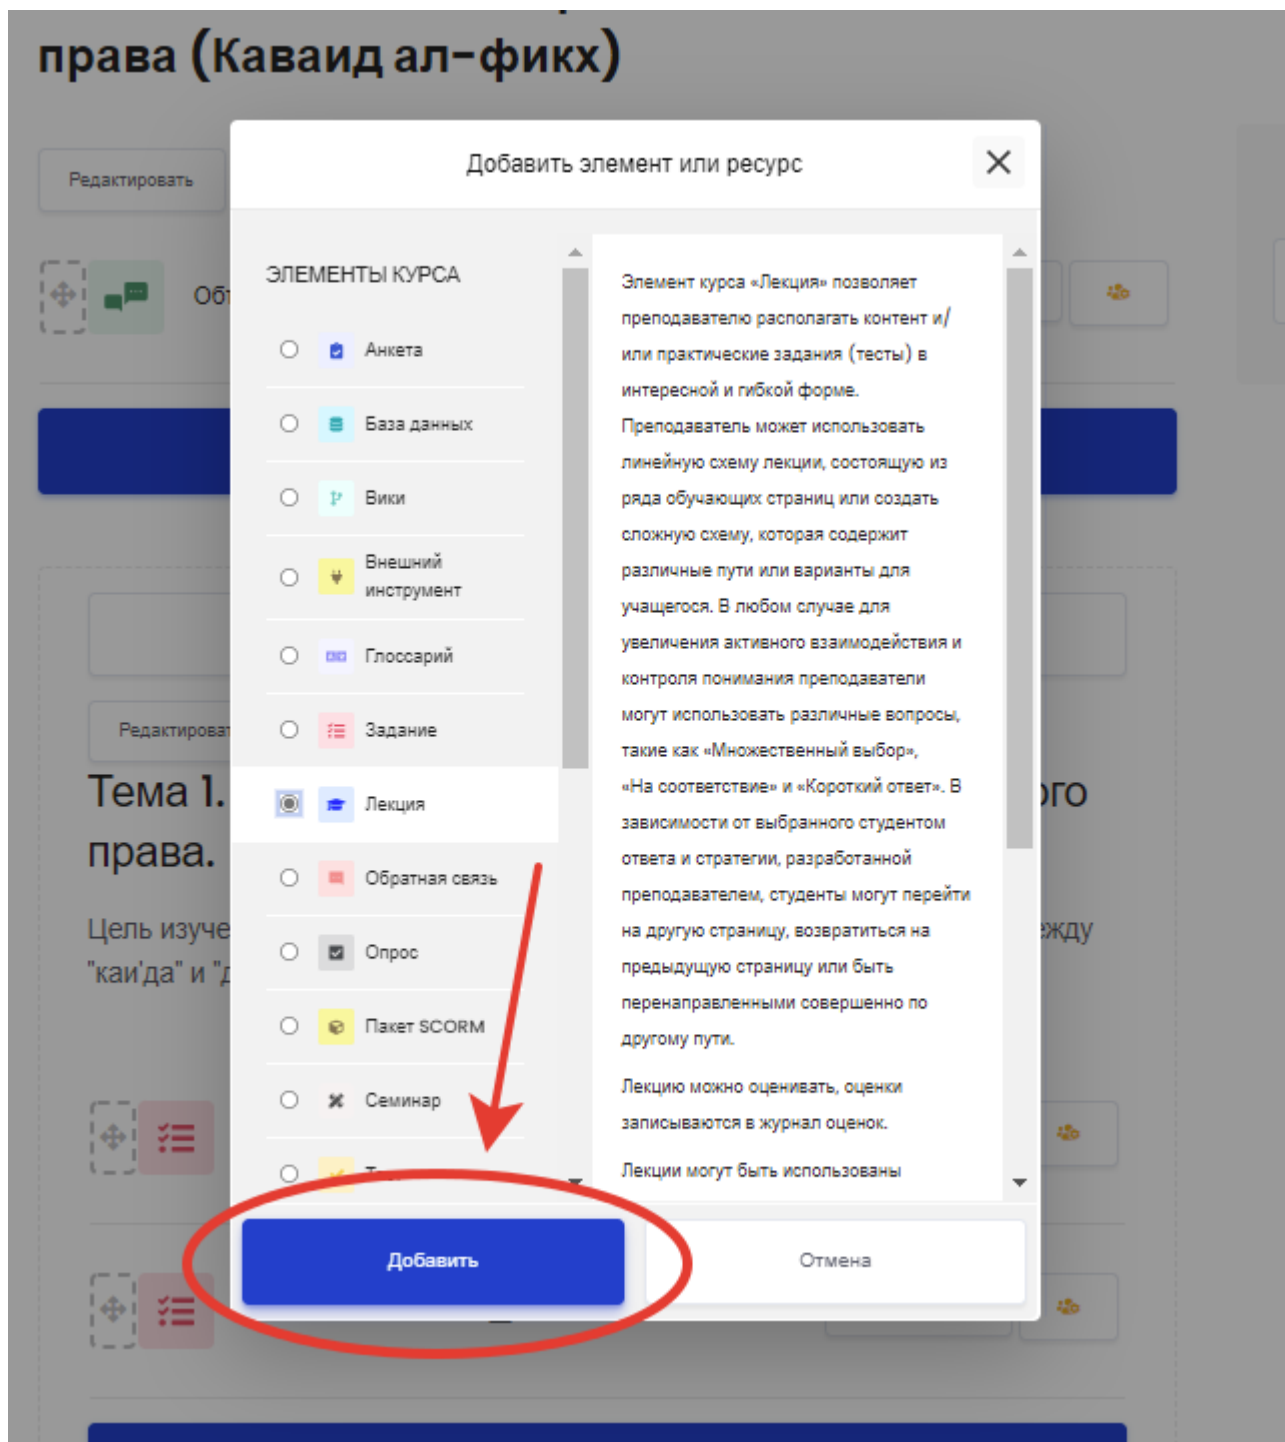 права (Каваид ал-фикх)
Редактировать
Добавить элемент или ресурс
ЭЛЕМЕНТЫ КУРСА
Анкета
База данных
Вики
Внешний
инструмент
Глоссарий
Задание
Лекция
Обратная связь
Опрос
Пакет SCORM
Семинар
Элемент курса «Лекция» позволяет
преподавателю располагать контент и/
или практические задания (тесты) в
интересной и гибкой форме.
Преподаватель может использовать
линейную схему лекции, состоящую из
ряда обучающих страниц или создать
сложную схему, которая содержит
различные пути или варианты для
учащегося. В любом случае для
увеличения активного взаимодействия и
контроля понимания преподаватели
могут использовать различные вопросы,
такие как «Множественный выбор»,
«На соответствие» и «Короткий ответ». В
зависимости от выбранного студентом
ответа и стратегии, разработанной
преподавателем, студенты могут перейти
на другую страницу, возвратиться на
предыдущую страницу или быть
перенаправленными совершенно по
другому пути.
Лекцию можно оценивать, оценки
записываются в журнал оценок.
Лекции могут быть использованы
Добавить
Отмена
Редактироват
Тема 1.
права.
Цель изуче
"каи'да" и "д